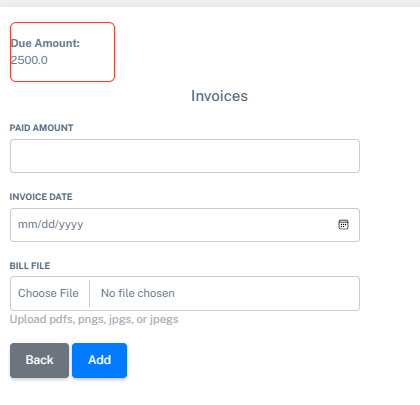 Due Amount:
2500.0
Invoices
PAID AMOUNT
INVOICE DATE
mm/dd/yyyy
BILL FILE
Choose File No file chosen
Upload pdfs, pngs, jpgs, or jpegs
Back Add